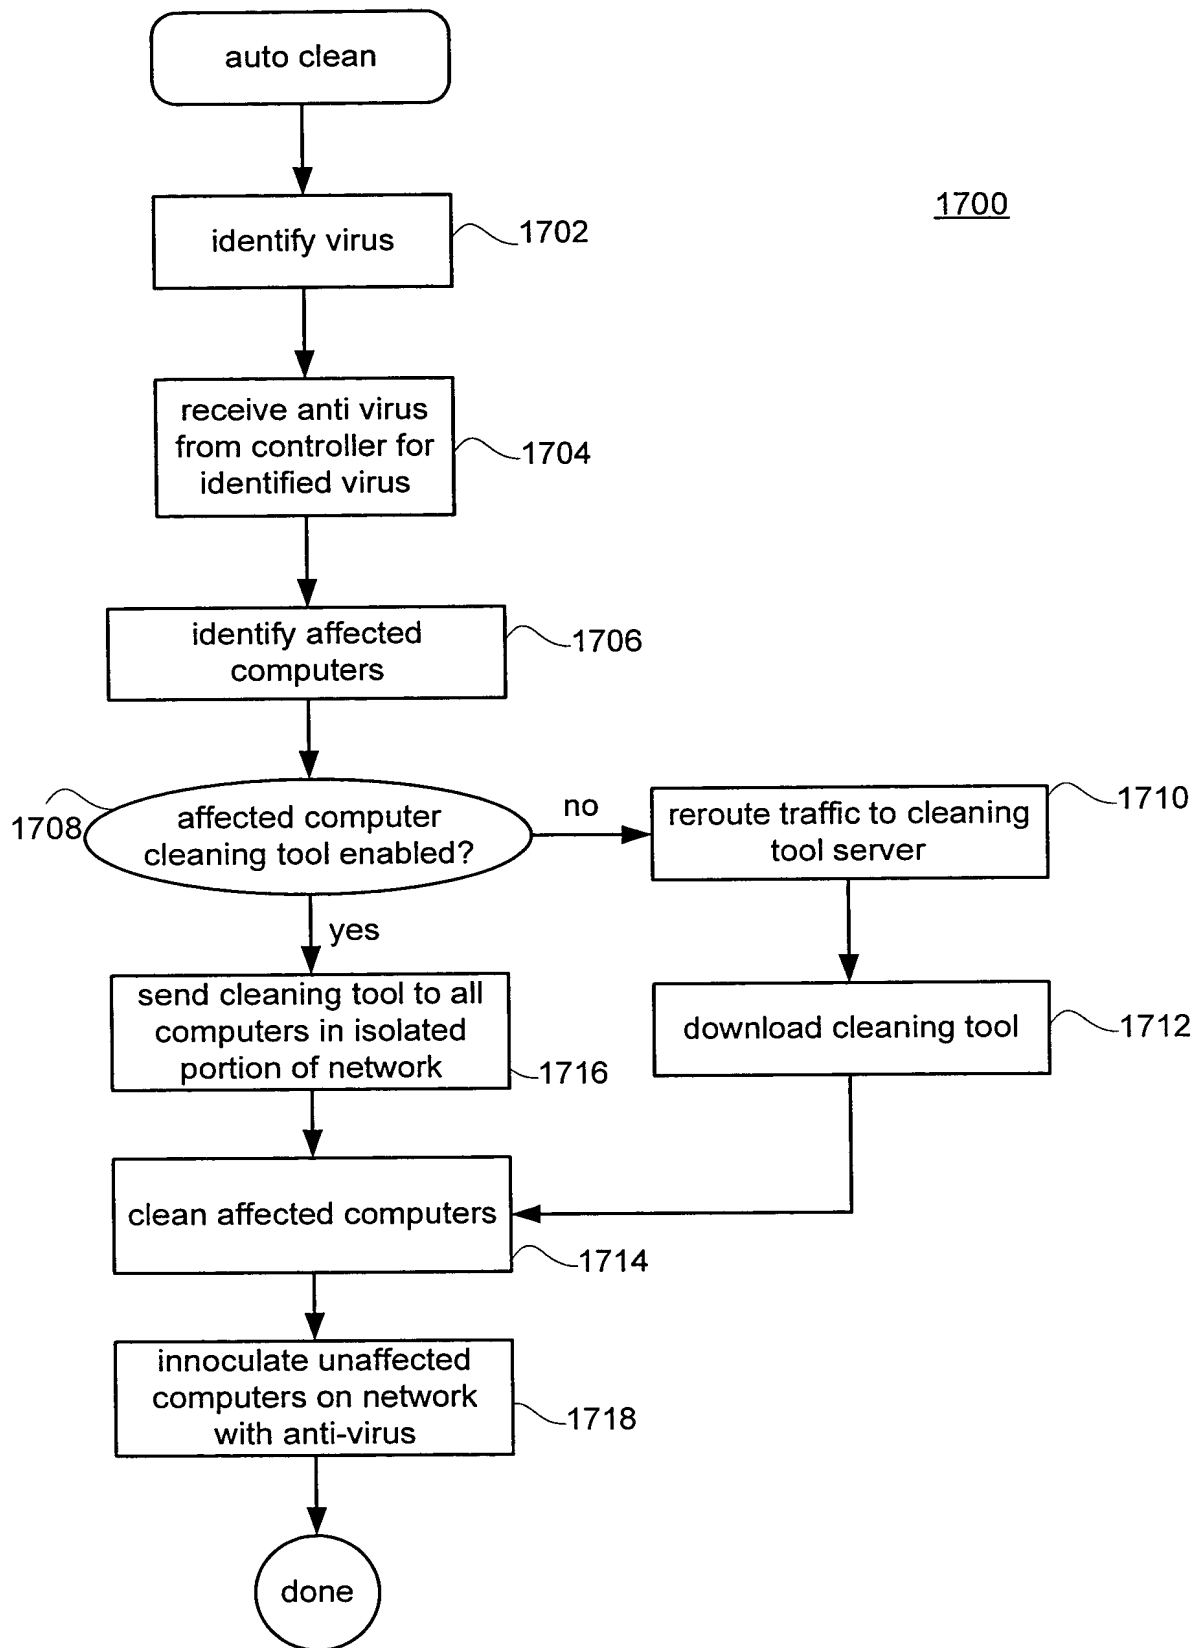 auto clean
1700
identify virus
1702
receive anti virus
from controller for
identified virus
1704
identify affected
computers
1706
affected computer
cleaning tool enabled?
1708
no
reroute traffic to cleaning
tool server
1710
yes
send cleaning tool to all
computers in isolated
portion of network
1716
download cleaning tool
1712
clean affected computers
1714
innoculate unaffected
computers on network
with anti-virus
1718
done